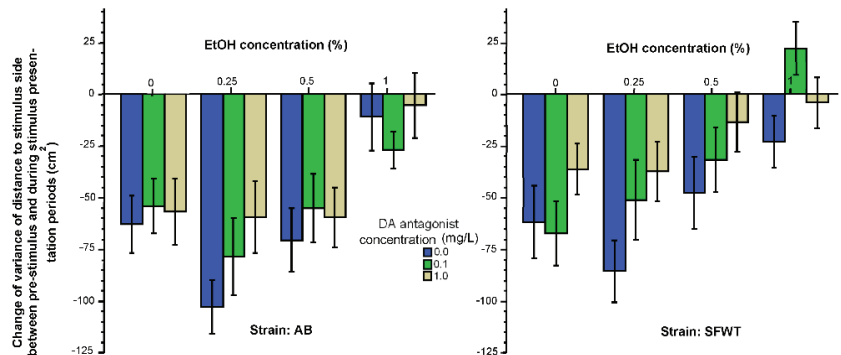 Change of variance of distance to stimulus side
between pre-stimulus and during stimulus presen-
tation periods (cm²)
25
0
-25
-50
-75
-100
-125
EtOH concentration (%)
0
0.25
0.5
1
DA antagonist
concentration (mg/L)
0.0
0.1
1.0
Strain: AB
25
0
-25
-50
-75
-100
-125
EtOH concentration (%)
0
0.25
0.5
1
Strain: SFWT